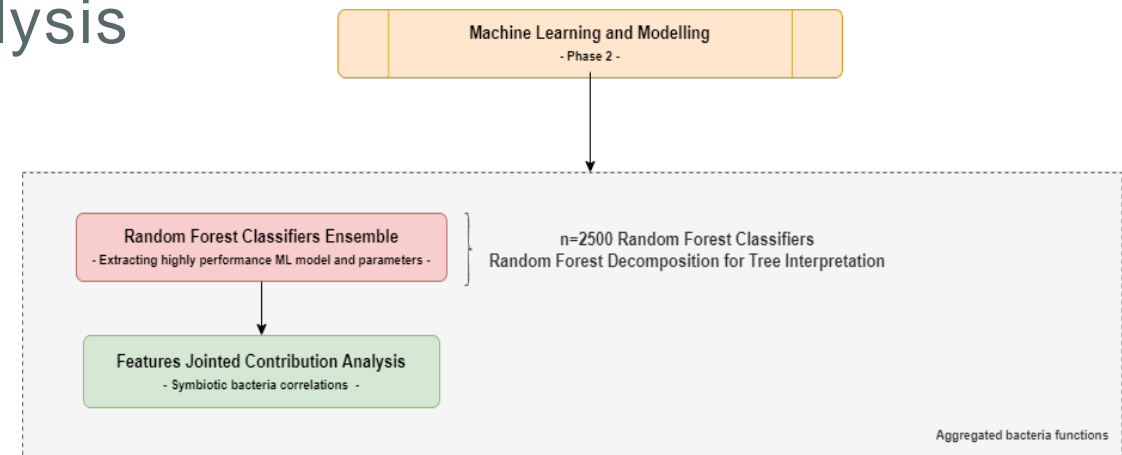 lysis
Machine Learning and Modelling
- Phase 2 -
Random Forest Classifiers Ensemble
- Extracting highly performance ML model and parameters -
n=2500 Random Forest Classifiers
Random Forest Decomposition for Tree Interpretation
Features Jointed Contribution Analysis
- Symbiotic bacteria correlations -
Aggregated bacteria functions